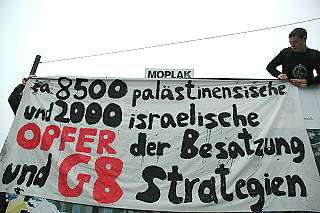 MOPLAK
ca 8500 palästinensische
und 2000 israelische
OPFER der Besatzung
und G8 Strategien